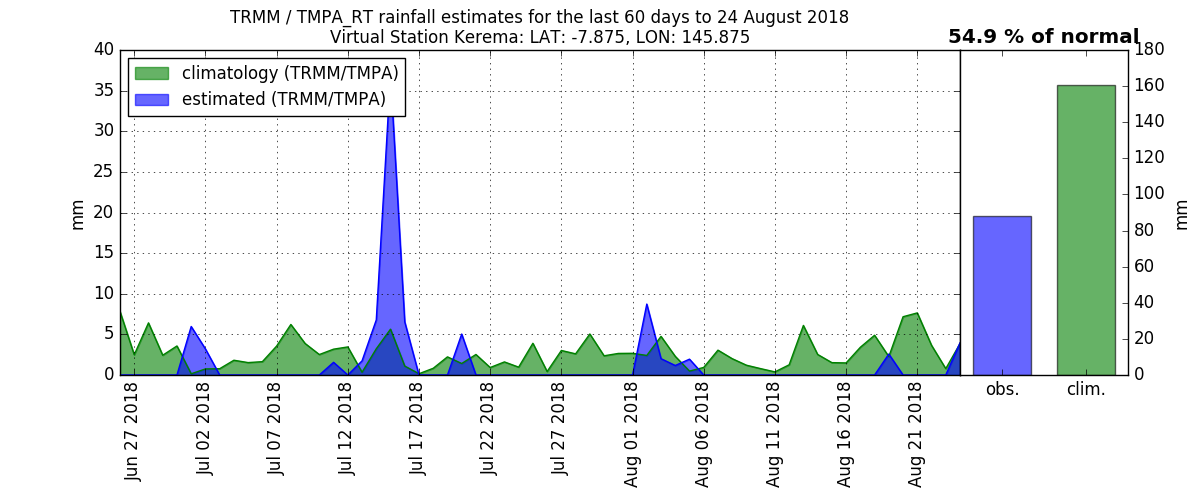 TRMM / TMPA_RT rainfall estimates for the last 60 days to 24 August 2018
Virtual Station Kerema: LAT: -7.875, LON: 145.875
54.9 % of normal
climatology (TRMM/TMPA)
estimated (TRMM/TMPA)
40
35
30
25
20
15
10
5
0
mm
Jun 27 2018
Jul 02 2018
Jul 07 2018
Jul 12 2018
Jul 17 2018
Jul 22 2018
Jul 27 2018
Aug 01 2018
Aug 06 2018
Aug 11 2018
Aug 16 2018
Aug 21 2018
obs.
clim.
180
160
140
120
100
80
60
40
20
0
mm